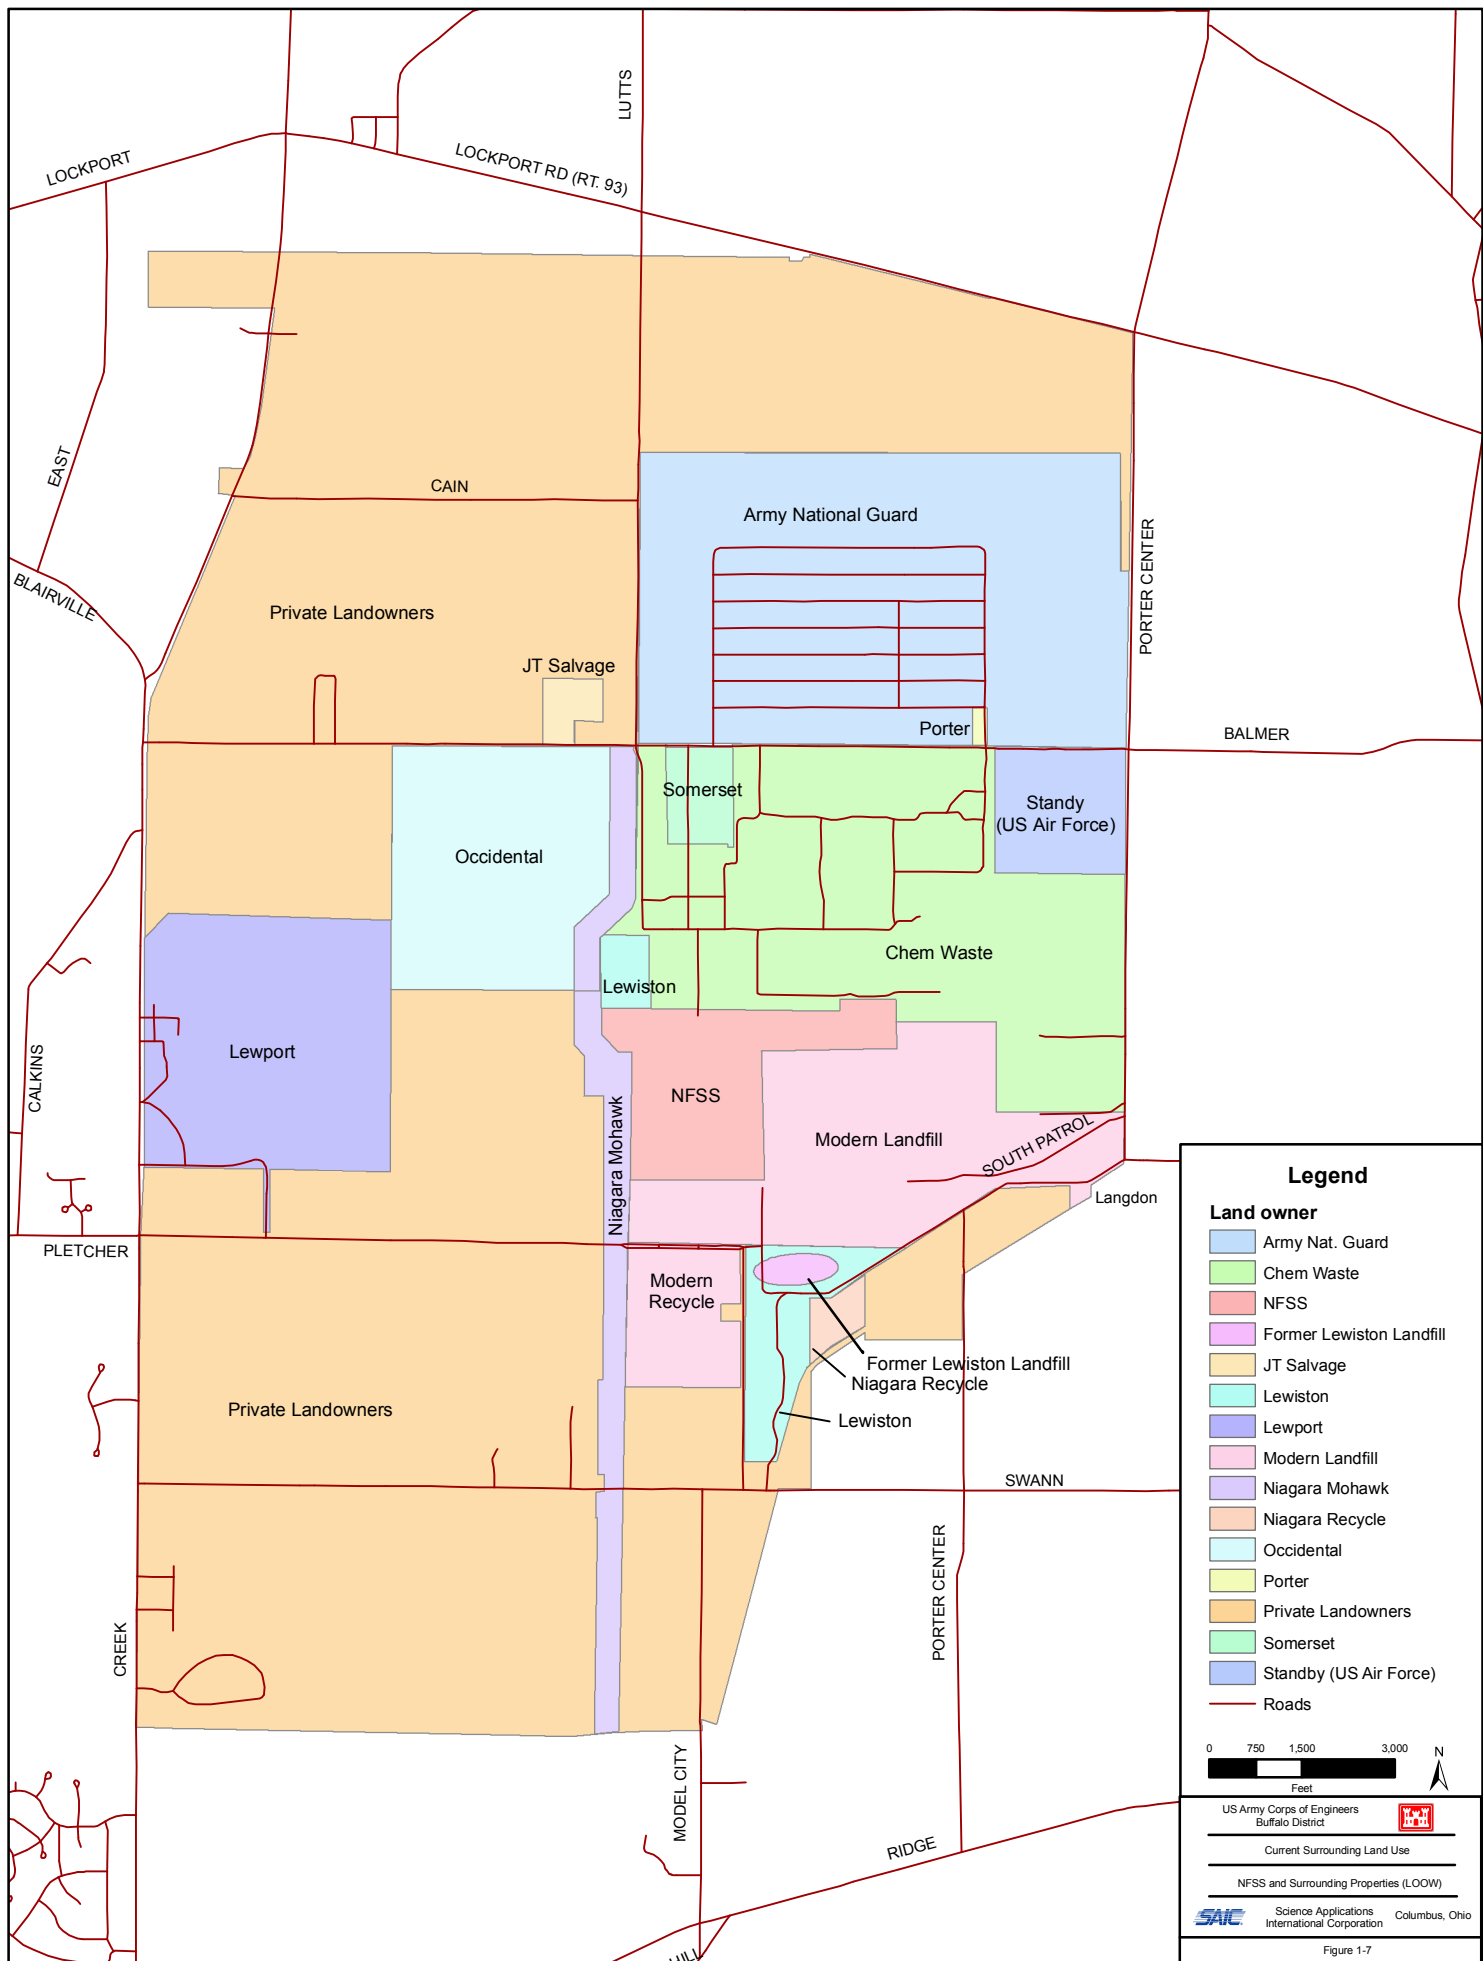 LUTTS
LOCKPORT
LOCKPORT RD (RT. 93)
EAST
CAIN
Army National Guard
PORTER CENTER
BLAIRVILLE
Private Landowners
JT Salvage
Porter
BALMER
Somerset
Standy
(US Air Force)
Occidental
Chem Waste
Lewiston
CALKINS
Lewport
NFSS
Niagara Mohawk
Modern Landfill
SOUTH PATROL
Langdon
PLETCHER
Modern
Recycle
Former Lewiston Landfill
Niagara Recycle
Lewiston
Private Landowners
SWANN
PORTER CENTER
CREEK
MODEL CITY
RIDGE
HILL
Legend
Land owner
Army Nat. Guard
Chem Waste
NFSS
Former Lewiston Landfill
JT Salvage
Lewiston
Lewport
Modern Landfill
Niagara Mohawk
Niagara Recycle
Occidental
Porter
Private Landowners
Somerset
Standby (US Air Force)
Roads
0 750 1,500 3,000
Feet
N
US Army Corps of Engineers
Buffalo District
Current Surrounding Land Use
NFSS and Surrounding Properties (LOOW)
SAIC
Science Applications
International Corporation
Columbus, Ohio
Figure 1-7